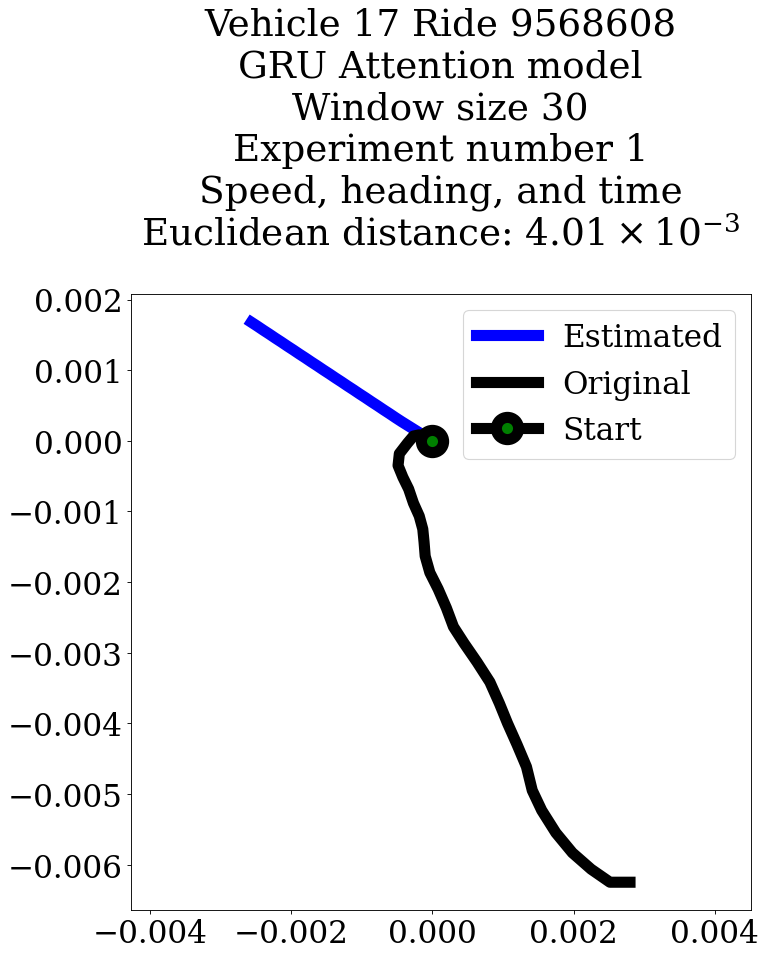 Vehicle 17 Ride 9568608
GRU Attention model
Window size 30
Experiment number 1
Speed, heading, and time
Euclidean distance: 4.01 × 10⁻³
0.002
0.001
0.000
−0.001
−0.002
−0.003
−0.004
−0.005
−0.006
Estimated
Original
Start
−0.004 −0.002 0.000 0.002 0.004